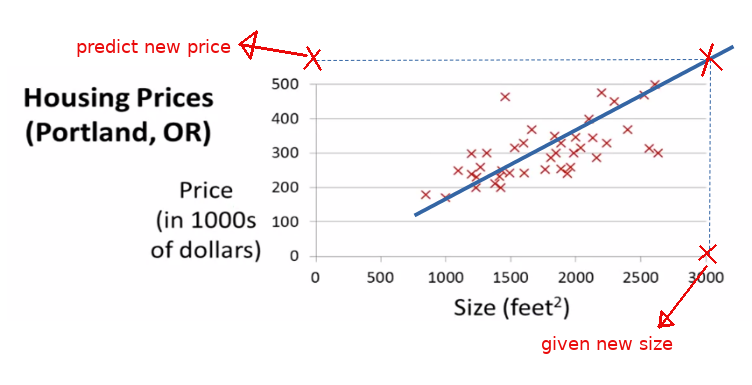 predict new price
Housing Prices
(Portland, OR)
Price
(in 1000s
of dollars)
500
400
300
200
100
0
0 500 1000 1500 2000 2500 3000
Size (feet²)
given new size